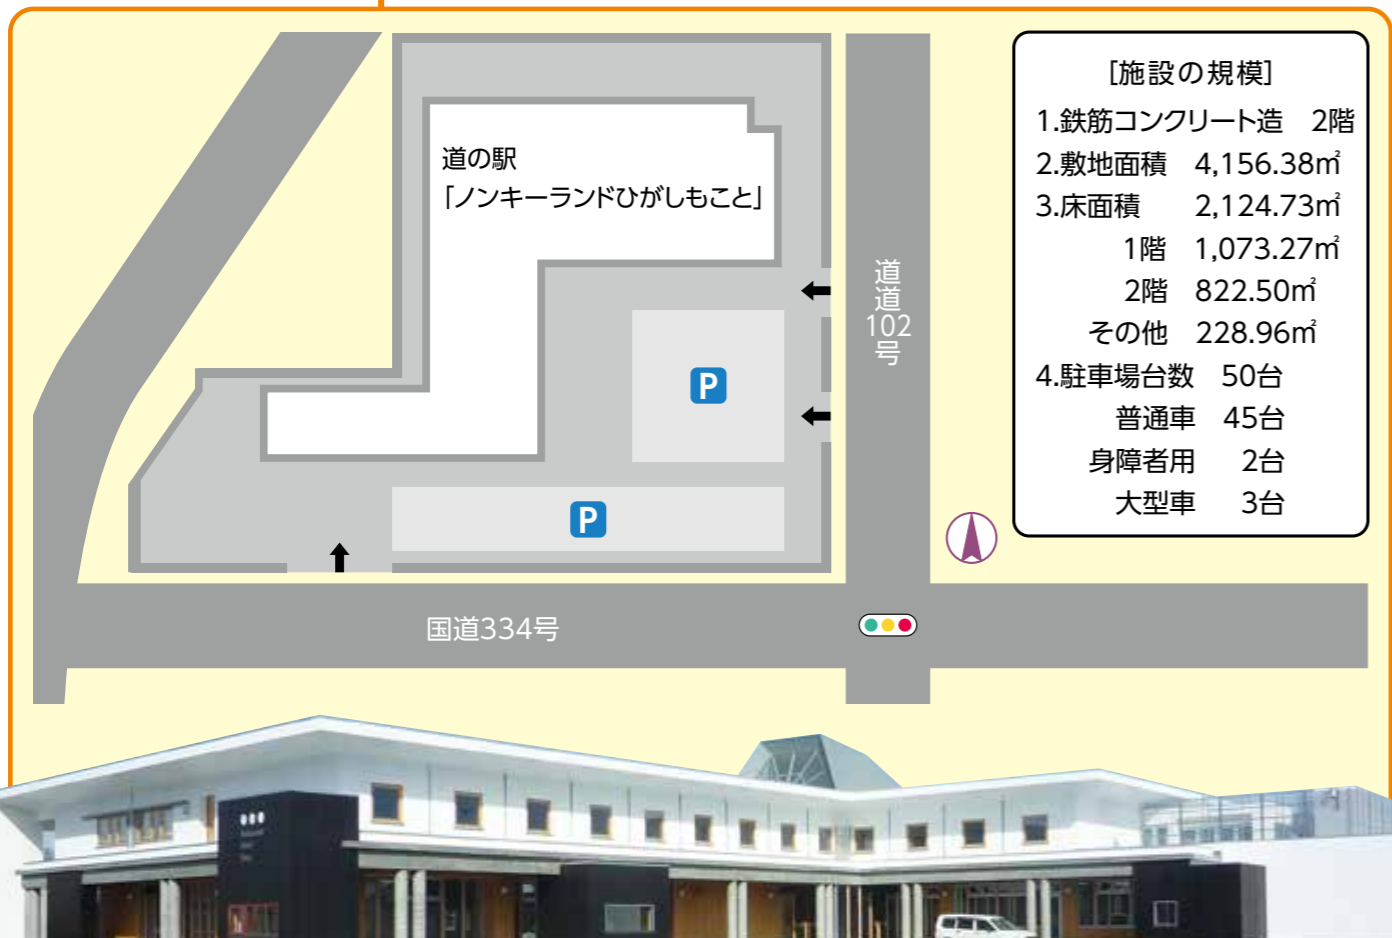 道の駅
「ノンキーランドひがしもこと」
道道102号
国道334号
P
P
[施設の規模]
1.鉄筋コンクリート造 2階
2.敷地面積 4,156.38㎡
3.床面積 2,124.73㎡
1階 1,073.27㎡
2階 822.50㎡
その他 228.96㎡
4.駐車場台数 50台
普通車 45台
身障者用 2台
大型車 3台